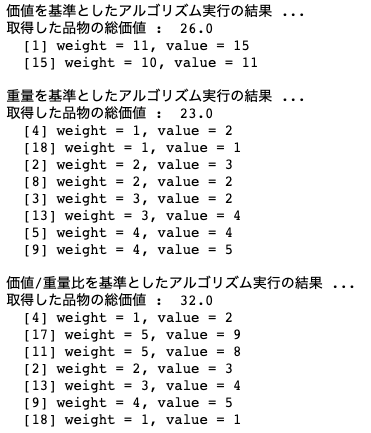 価値を基準としたアルゴリズム実行の結果 ...
取得した品物の総価値 :  26.0
[1] weight = 11, value = 15
[15] weight = 10, value = 11
重量を基準としたアルゴリズム実行の結果 ...
取得した品物の総価値 :  23.0
[4] weight = 1, value = 2
[18] weight = 1, value = 1
[2] weight = 2, value = 3
[8] weight = 2, value = 2
[3] weight = 3, value = 2
[13] weight = 3, value = 4
[5] weight = 4, value = 4
[9] weight = 4, value = 5
価値/重量比を基準としたアルゴリズム実行の結果 ...
取得した品物の総価値 :  32.0
[4] weight = 1, value = 2
[17] weight = 5, value = 9
[11] weight = 5, value = 8
[2] weight = 2, value = 3
[13] weight = 3, value = 4
[9] weight = 4, value = 5
[18] weight = 1, value = 1